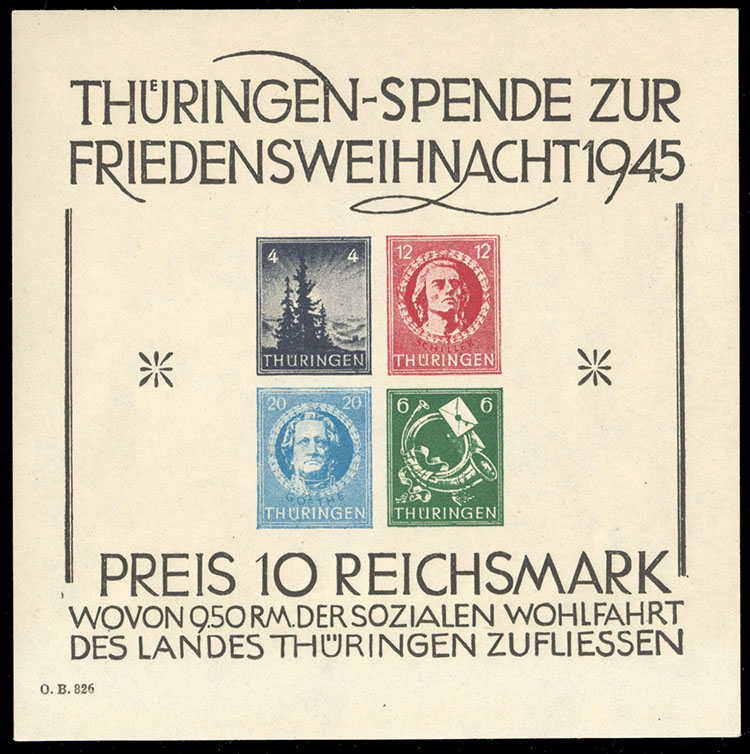 THÜRINGEN-SPENDE ZUR
FRIEDENSWEIHNACHT 1945
4 4
THÜRINGEN
12 12
SCHILLER
THÜRINGEN
20 20
GOETHE
THÜRINGEN
6 6
THÜRINGEN
PREIS 10 REICHSMARK
WOVON 9.50 RM. DER SOZIALEN WOHLFAHRT
DES LANDES THÜRINGEN ZUFLIESSEN
O. B. 826